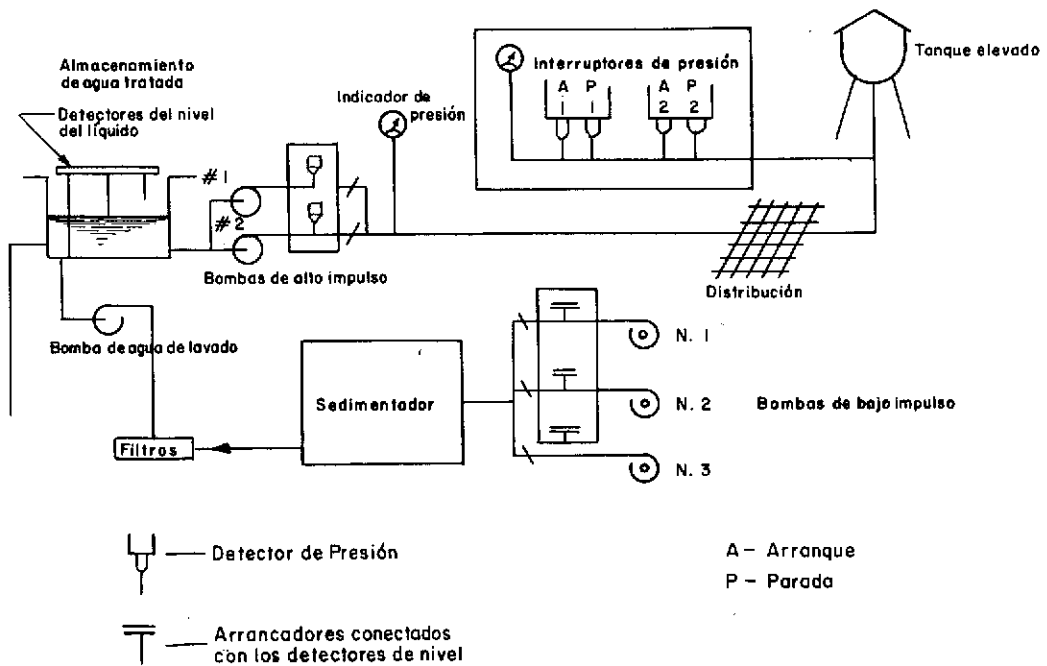 Almacenamiento
de agua tratada
Detectores del nivel
del líquido
Indicador de
presión
Interruptores de presión
A P A P
1 1 2 2
Tanque elevado
#1
#2
Bombas de alto impulso
Distribución
Bomba de agua de lavado
Sedimentador
Filtros
N. 1
N. 2 Bombas de bajo impulso
N. 3
Detector de Presión
A - Arranque
P - Parada
Arrancadores conectados
con los detectores de nivel